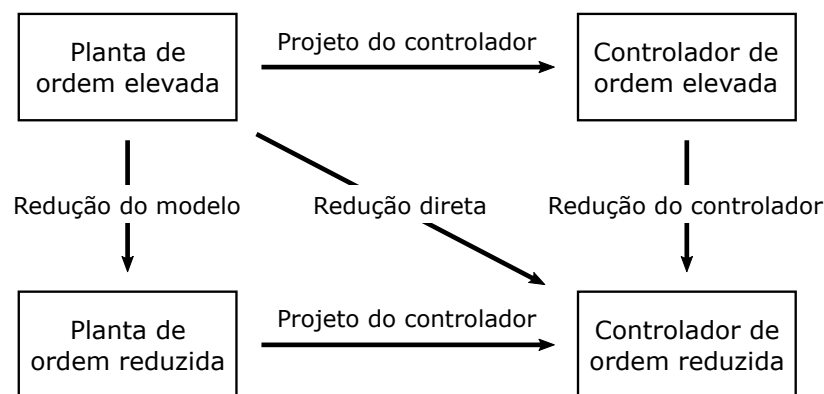 Planta de
ordem elevada
Projeto do controlador
Controlador de
ordem elevada
Redução do modelo
Redução direta
Redução do controlador
Planta de
ordem reduzida
Projeto do controlador
Controlador de
ordem reduzida